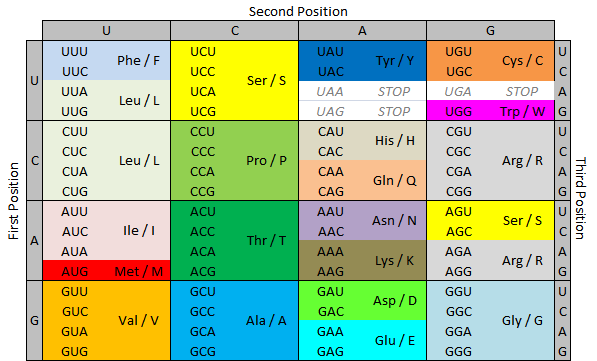 Second Position
U C A G
First Position
Third Position
U
UUU UUC Phe / F
UUA UUG Leu / L
UCU UCC UCA UCG Ser / S
UAU UAC Tyr / Y
UAA STOP
UAG STOP
UGU UGC Cys / C
UGA STOP
UGG Trp / W
U C A G
C
CUU CUC CUA CUG Leu / L
CCU CCC CCA CCG Pro / P
CAU CAC His / H
CAA CAG Gln / Q
CGU CGC CGA CGG Arg / R
U C A G
A
AUU AUC AUA Ile / I
AUG Met / M
ACU ACC ACA ACG Thr / T
AAU AAC Asn / N
AAA AAG Lys / K
AGU AGC Ser / S
AGA AGG Arg / R
U C A G
G
GUU GUC GUA GUG Val / V
GCU GCC GCA GCG Ala / A
GAU GAC Asp / D
GAA GAG Glu / E
GGU GGC GGA GGG Gly / G
U C A G